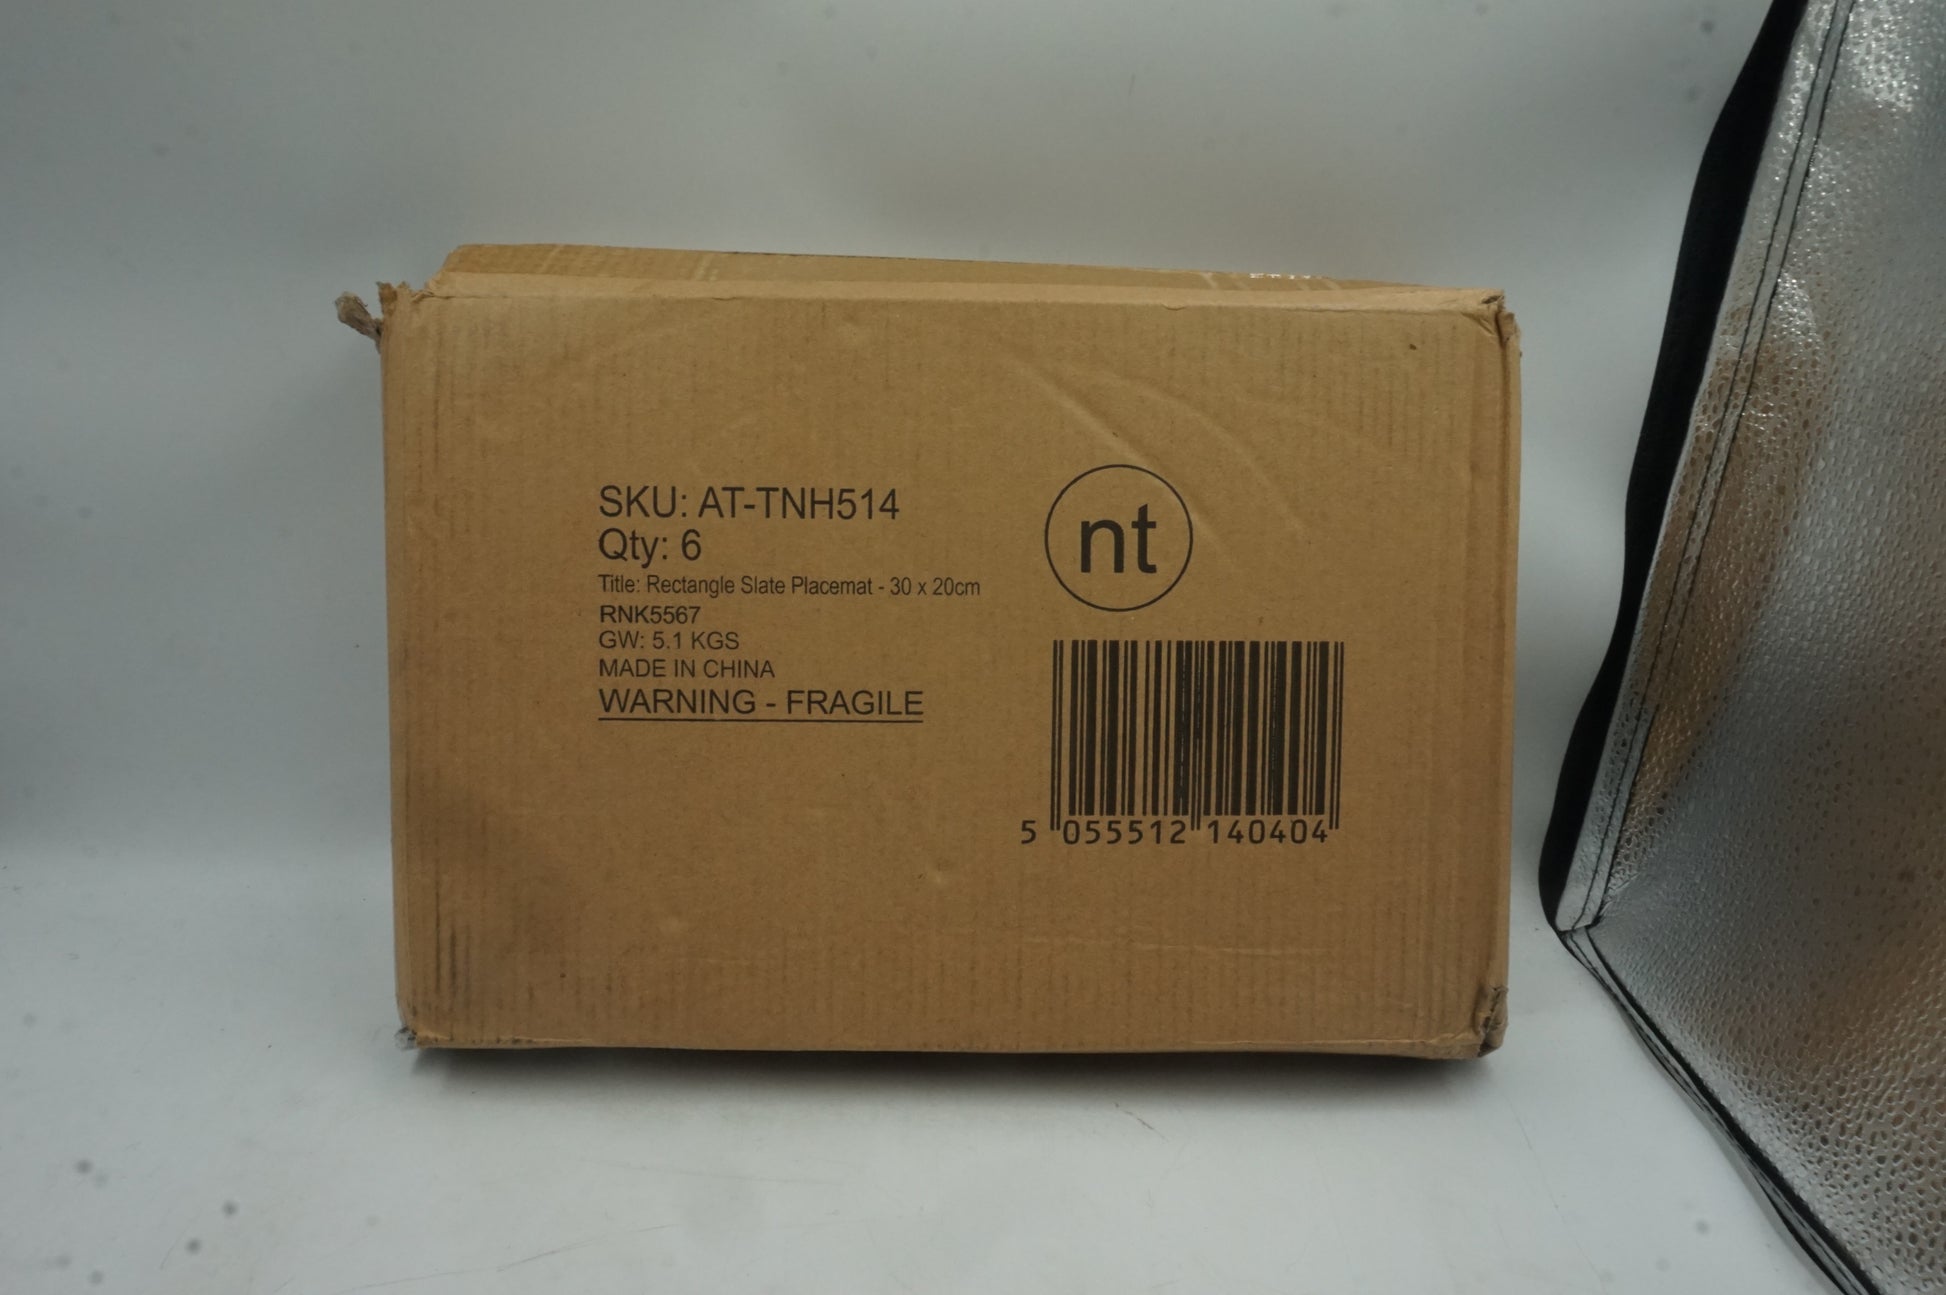 SKU: AT-TNH514
Qty: 6
Title: Rectangle Slate Placemat - 30 x 20cm
RNK5567
GW: 5.1 KGS
MADE IN CHINA
WARNING - FRAGILE
nt
5 055512 140404